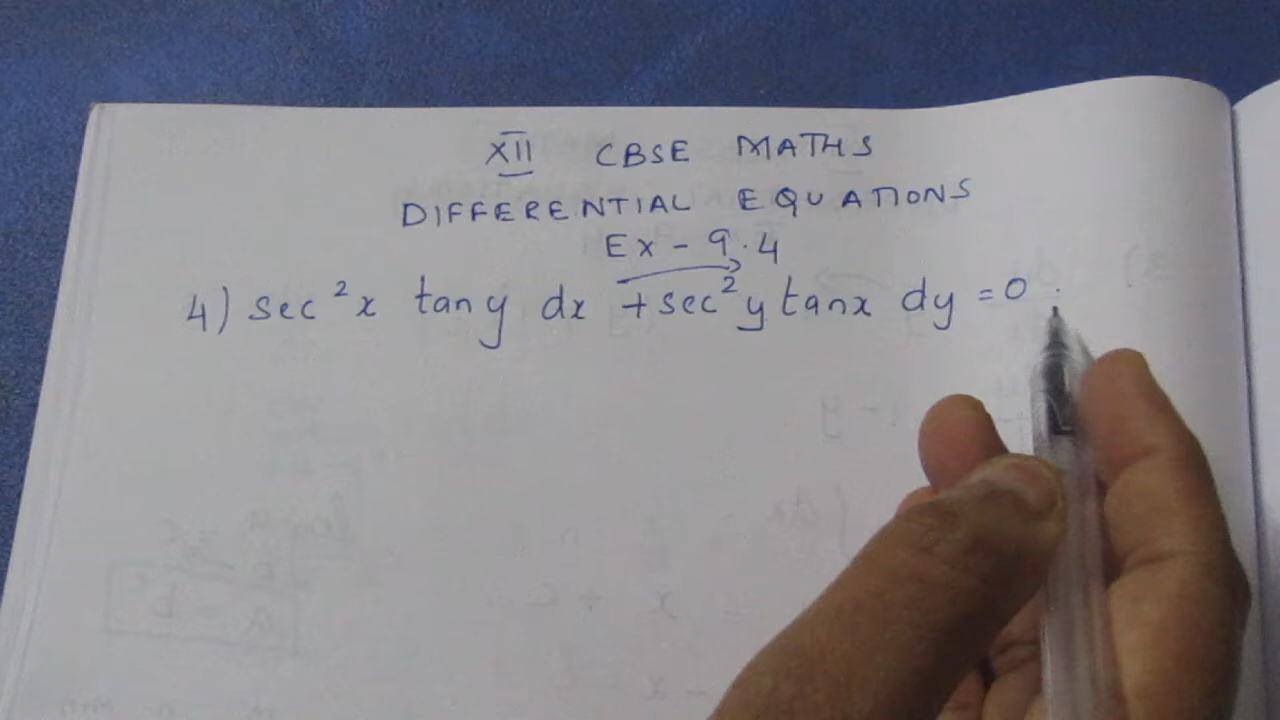 XII CBSE MATHS
DIFFERENTIAL EQUATIONS
Ex - 9.4
4) sec²x tany dx + sec²y tanx dy = 0.